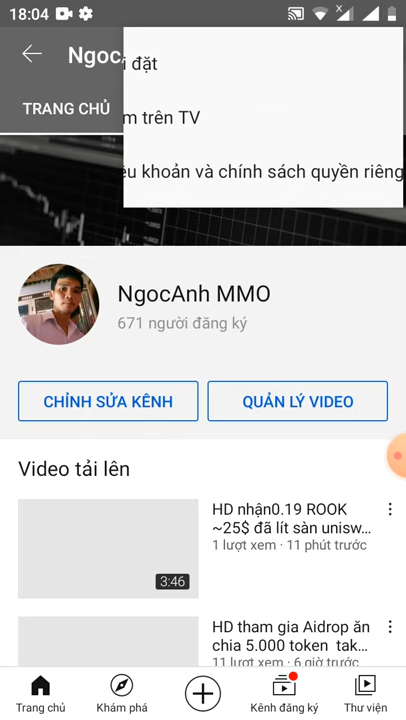 18:04
Ngoc
đặt
TRANG CHỦ
m trên TV
ều khoản và chính sách quyền riêng
NgocAnh MMO
671 người đăng ký
CHỈNH SỬA KÊNH
QUẢN LÝ VIDEO
Video tải lên
HD nhận0.19 ROOK
~25$ đã lít sàn unisw...
1 lượt xem · 11 phút trước
3:46
HD tham gia Aidrop ăn
chia 5.000 token tak...
11 lượt xem · 6 giờ trước
Trang chủ
Khám phá
Kênh đăng ký
Thư viện